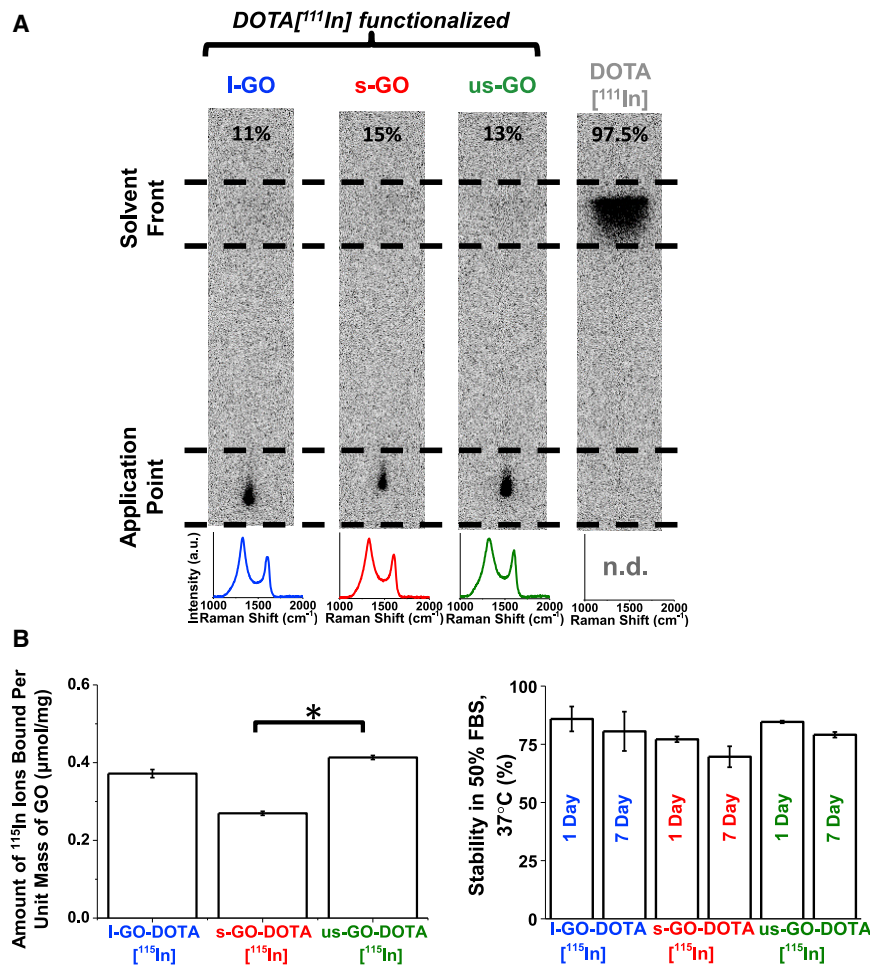 A
DOTA[¹¹¹In] functionalized
l-GO
s-GO
us-GO
DOTA
[¹¹¹In]
11%
15%
13%
97.5%
Solvent
Front
Application
Point
Intensity (a.u.)
n.d.
1000 1500 2000
Raman Shift (cm⁻¹)
1000 1500 2000
Raman Shift (cm⁻¹)
1000 1500 2000
Raman Shift (cm⁻¹)
1000 1500 2000
Raman Shift (cm⁻¹)
B
Amount of ¹¹⁵In Ions Bound Per
Unit Mass of GO (μmol/mg)
0.6
0.4
0.2
0.0
*
l-GO-DOTA
[¹¹⁵In]
s-GO-DOTA
[¹¹⁵In]
us-GO-DOTA
[¹¹⁵In]
Stability in 50% FBS,
37°C (%)
100
75
50
25
0
1 Day
7 Day
1 Day
7 Day
1 Day
7 Day
l-GO-DOTA
[¹¹⁵In]
s-GO-DOTA
[¹¹⁵In]
us-GO-DOTA
[¹¹⁵In]